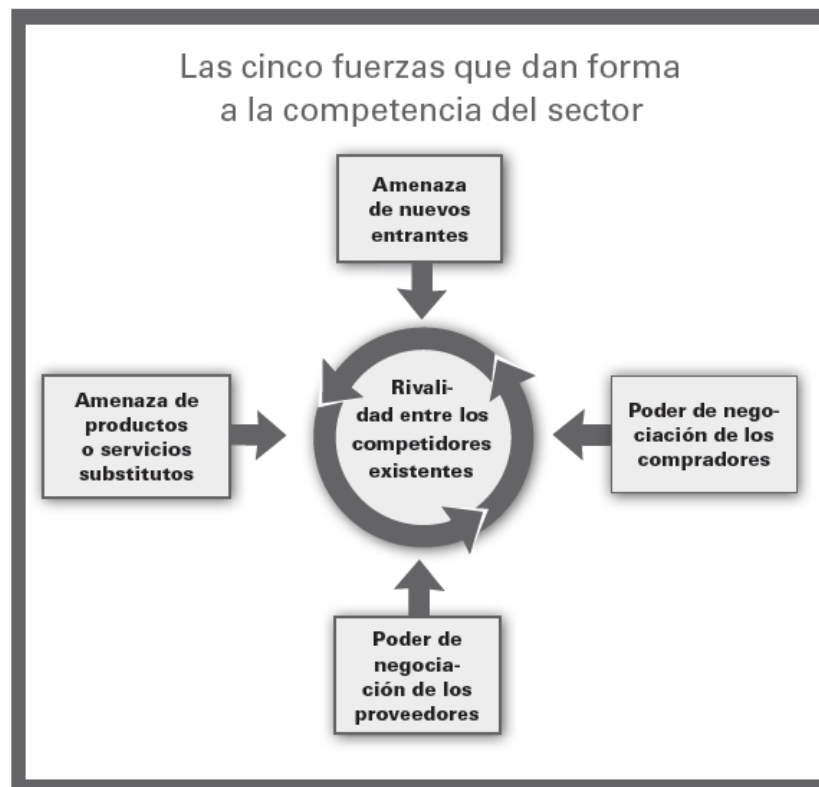 Las cinco fuerzas que dan forma
a la competencia del sector
Amenaza
de nuevos
entrantes
Amenaza de
productos
o servicios
substitutos
Rivali-
dad entre los
competidores
existentes
Poder de nego-
ciación de los
compradores
Poder de
negocia-
ción de los
proveedores